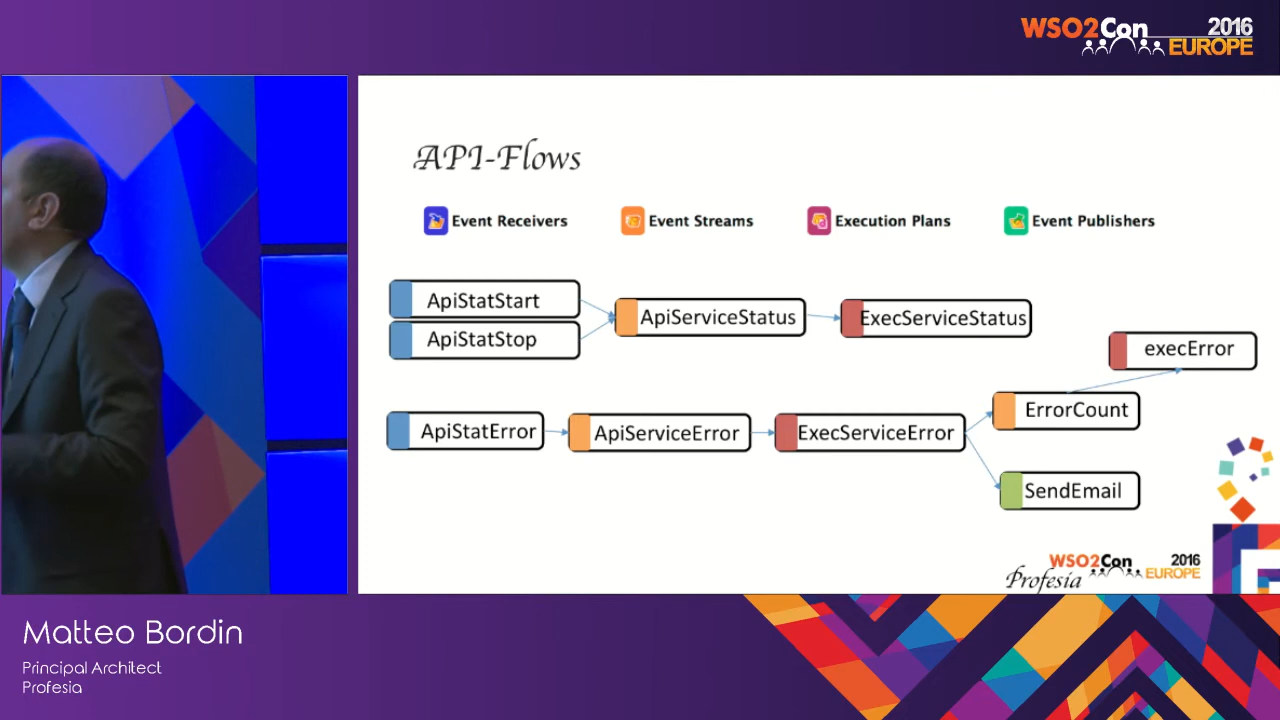 WSO2Con 2016
EUROPE
API-Flows
Event Receivers
Event Streams
Execution Plans
Event Publishers
ApiStatStart
ApiStatStop
ApiServiceStatus
ExecServiceStatus
execError
ApiStatError
ApiServiceError
ExecServiceError
ErrorCount
SendEmail
WSO2Con 2016
EUROPE
Profesia
Matteo Bordin
Principal Architect
Profesia